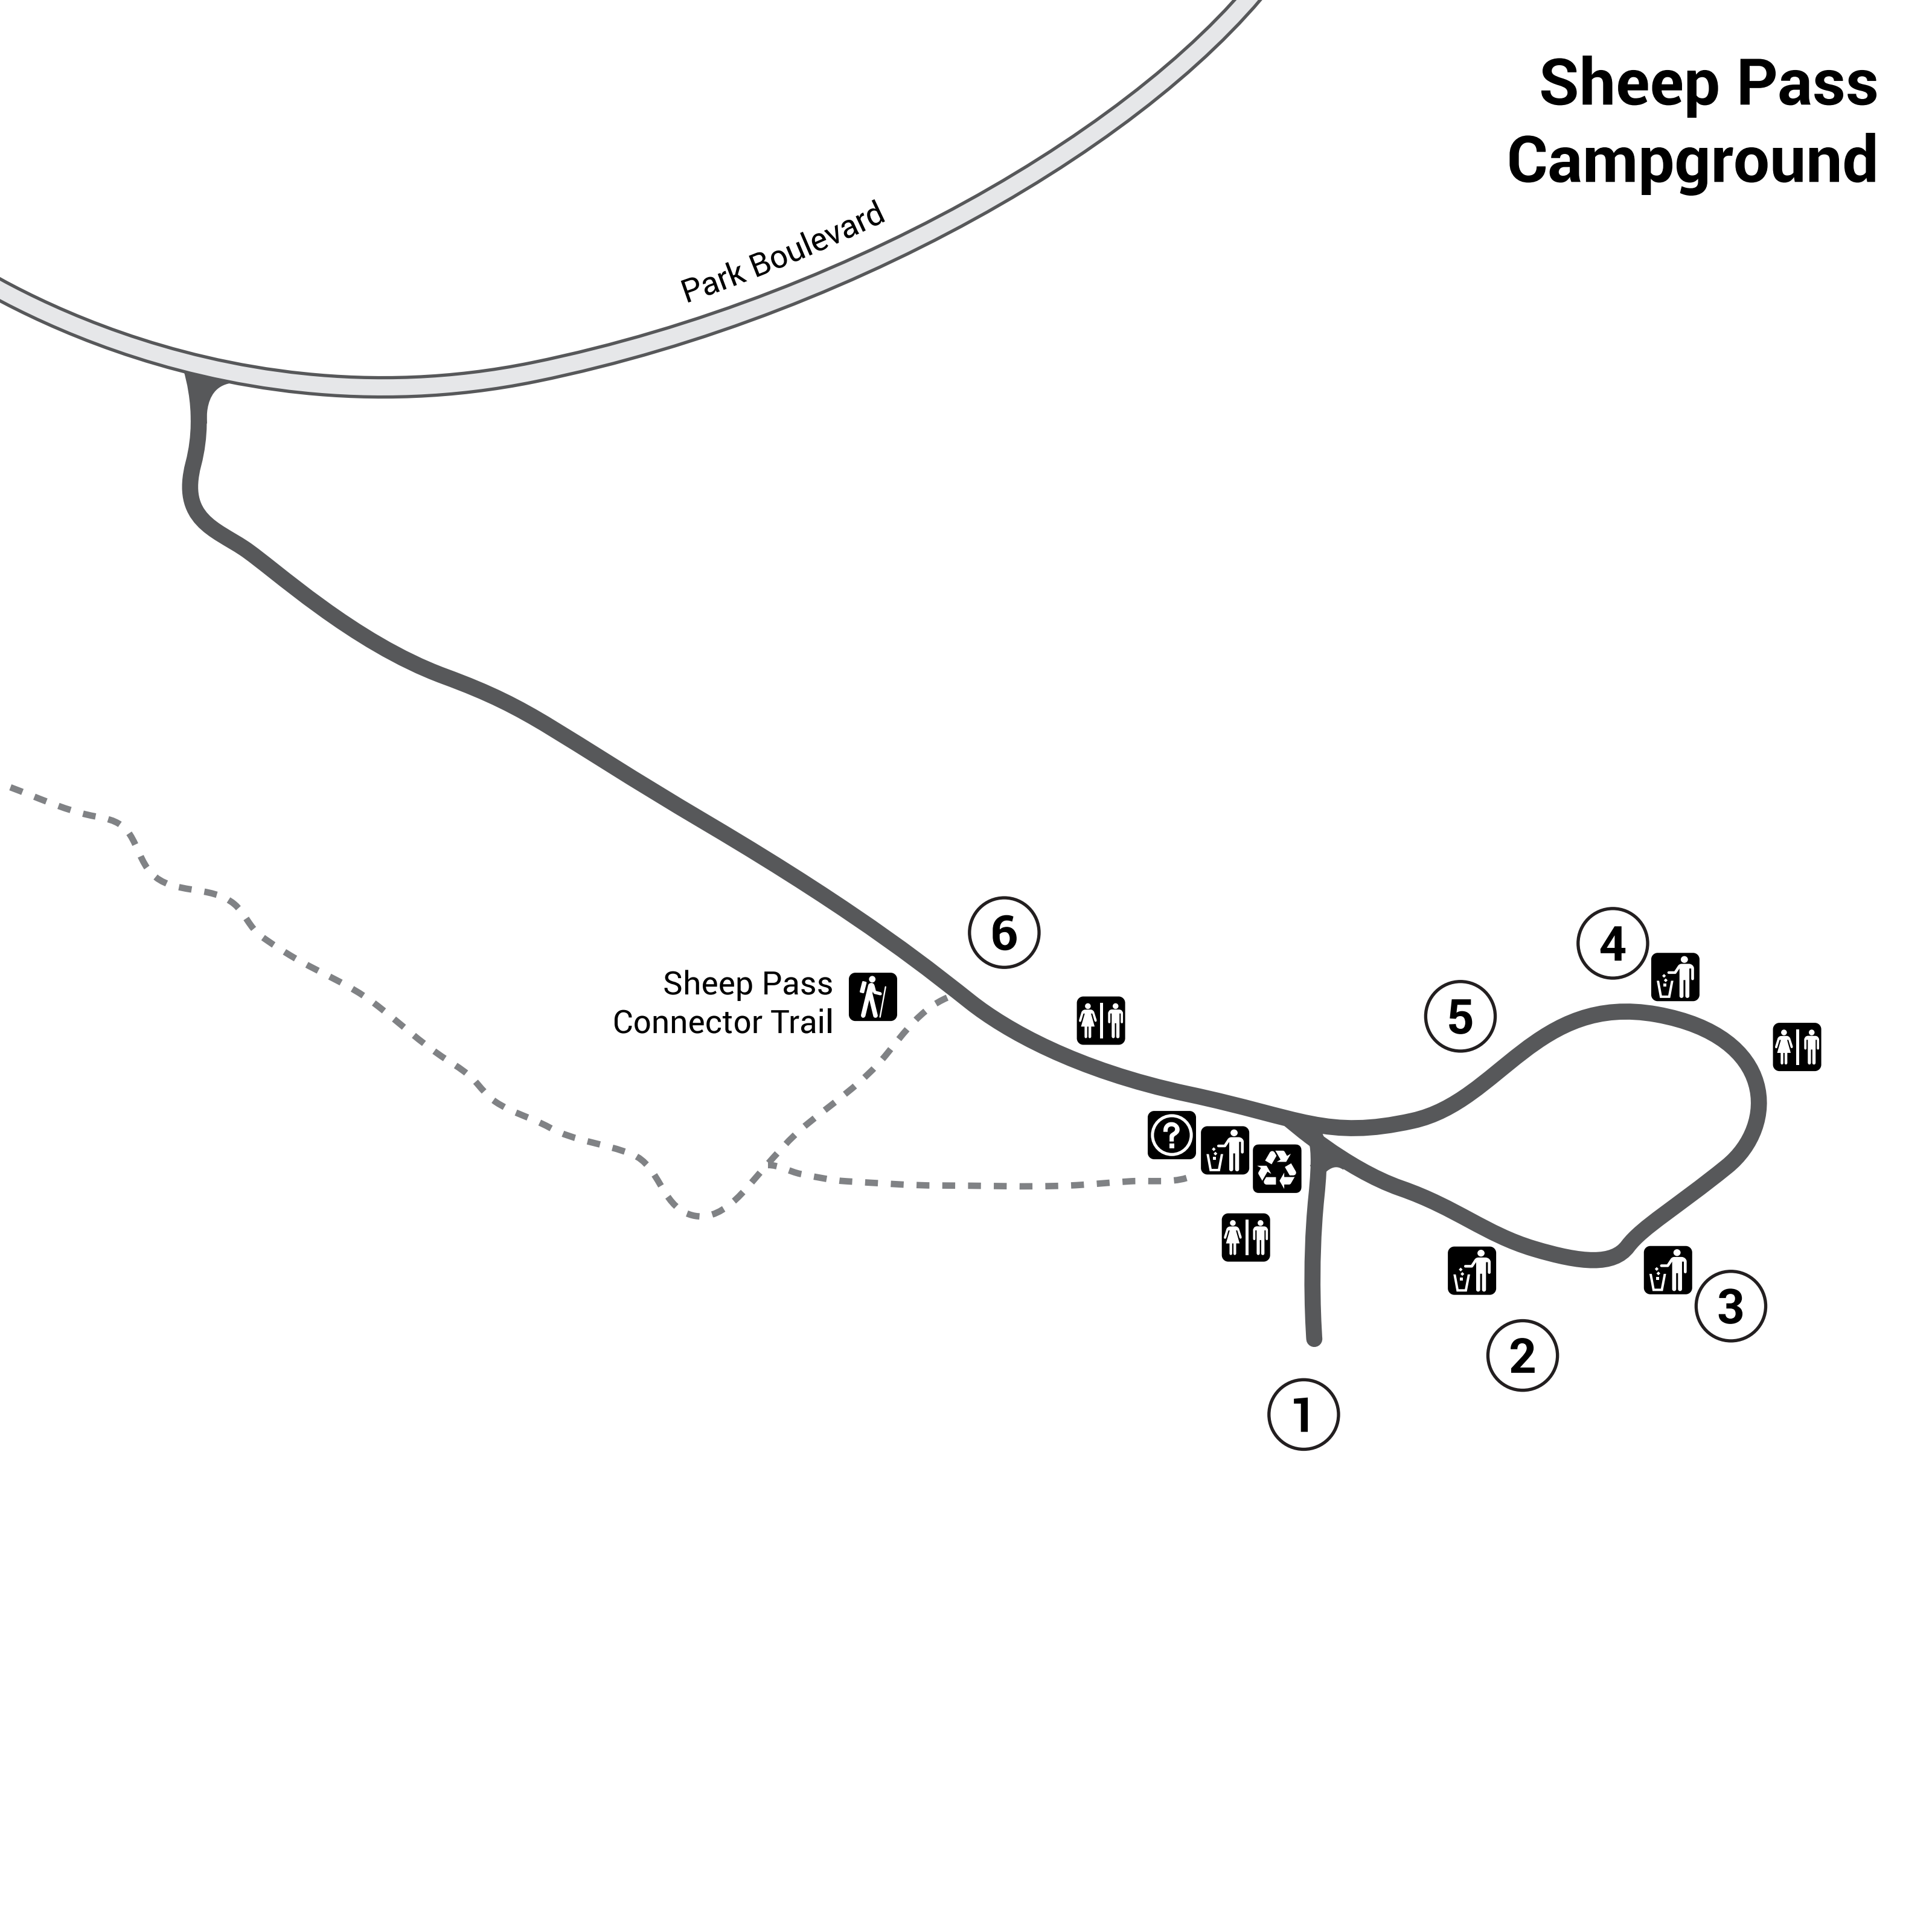 Sheep Pass
Campground
Park Boulevard
6
4
Sheep Pass
Connector Trail
5
?
3
2
1